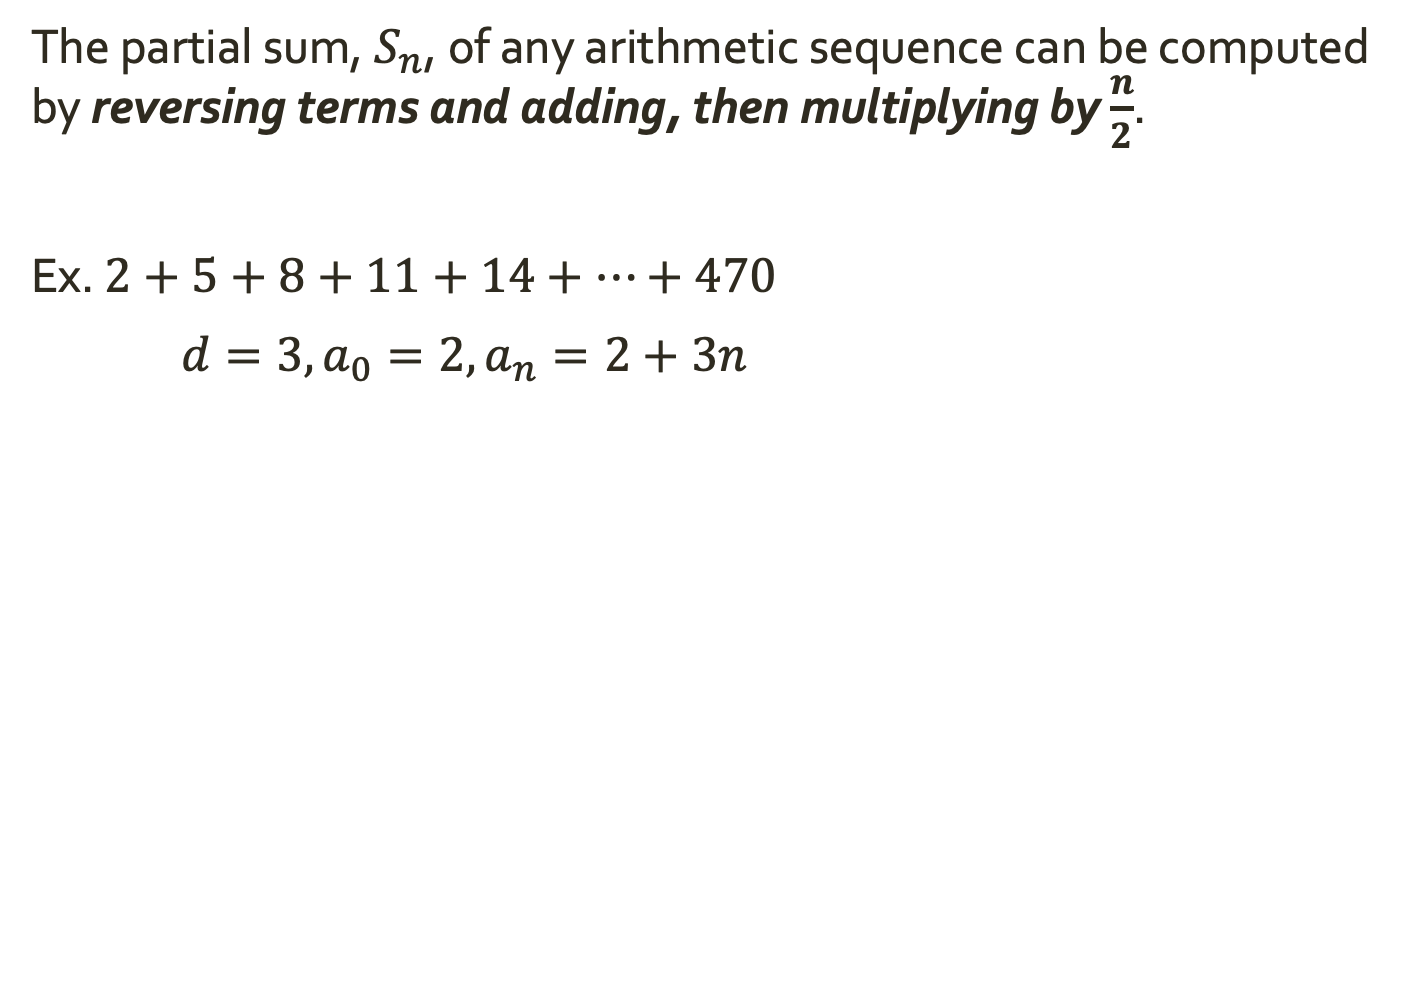 The partial sum, 𝑆ₙ, of any arithmetic sequence can be computed
by reversing terms and adding, then multiplying by n/2.
Ex. 2 + 5 + 8 + 11 + 14 + ⋯ + 470
d = 3, a₀ = 2, aₙ = 2 + 3n